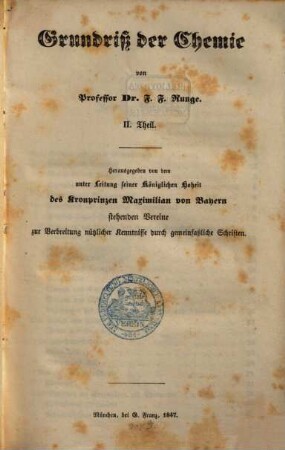 Grundriß der Chemie
von
Professor Dr. F. F. Runge.
II. Theil.
Herausgegeben von dem
unter Leitung seiner Königlichen Hoheit
des Kronprinzen Maximilian von Bayern
stehenden Vereine
zur Verbreitung nützlicher Kenntnisse durch gemeinfaßliche Schriften.
München, bei G. Franz, 1847.